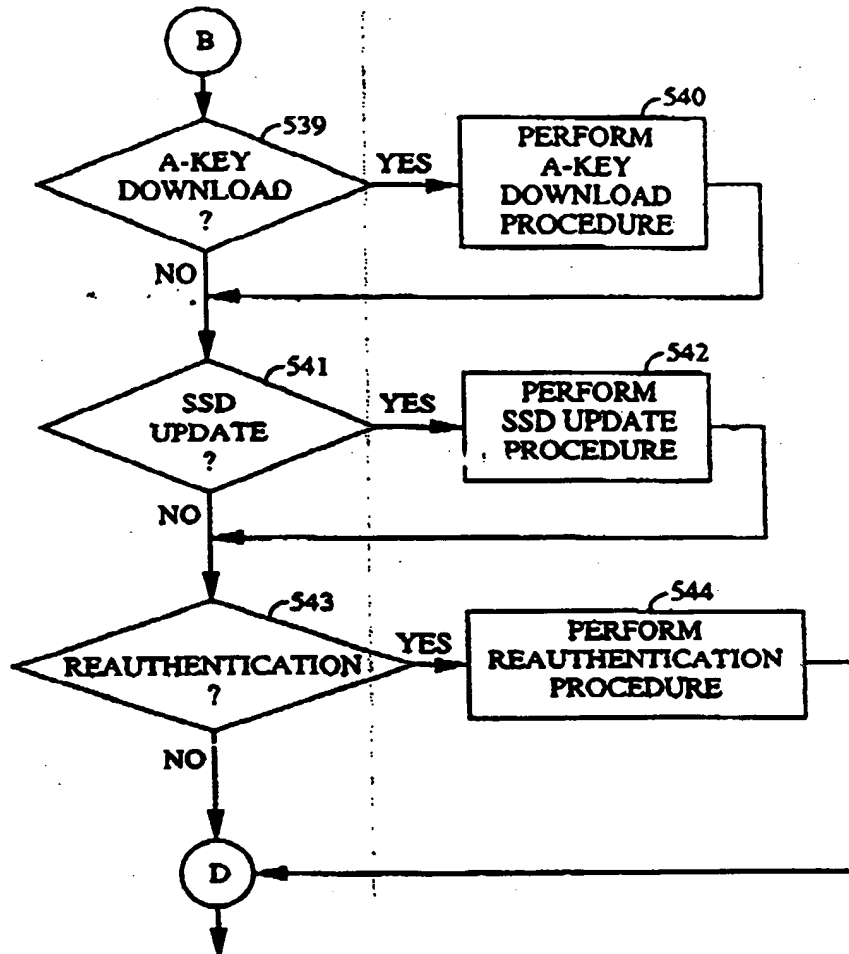 B
539
A-KEY
DOWNLOAD
?
YES
540
PERFORM
A-KEY
DOWNLOAD
PROCEDURE
NO
541
SSD
UPDATE
?
YES
542
PERFORM
SSD UPDATE
PROCEDURE
NO
543
REAUTHENTICATION
?
YES
544
PERFORM
REAUTHENTICATION
PROCEDURE
NO
D